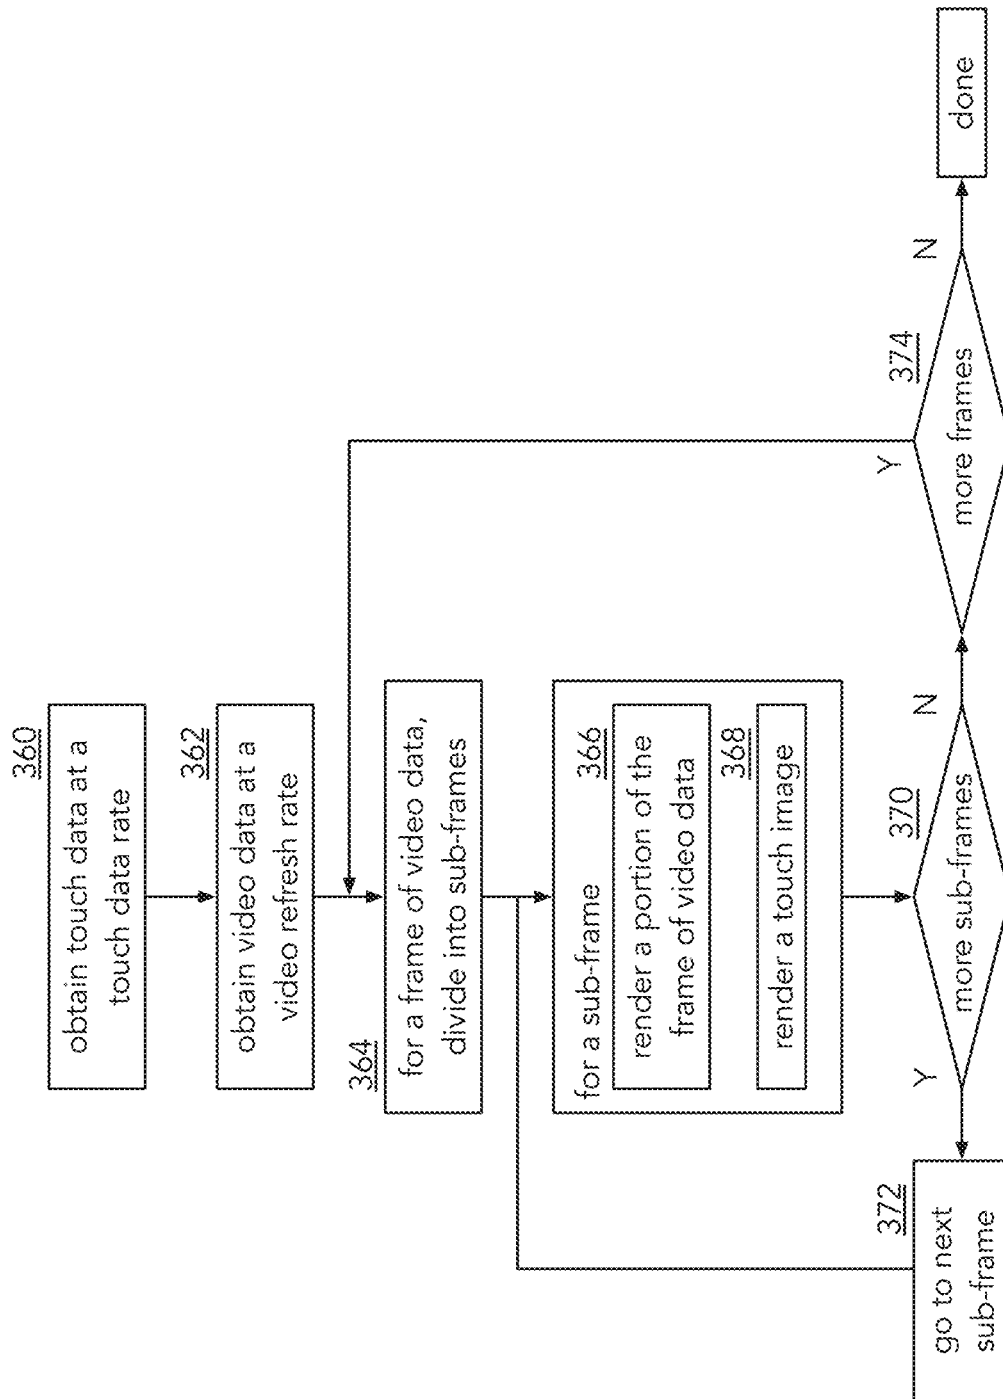 360
obtain touch data at a
touch data rate
362
obtain video data at a
video refresh rate
364
for a frame of video data,
divide into sub-frames
for a sub-frame
366
render a portion of the
frame of video data
368
render a touch image
370
more sub-frames
Y
N
372
go to next
sub-frame
374
more frames
Y
N
done